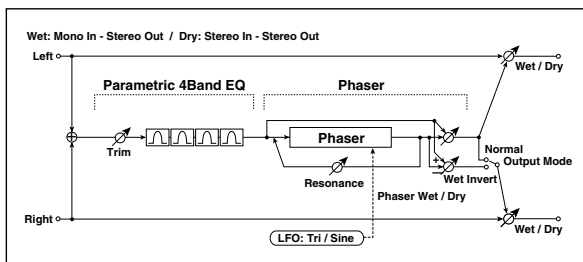 Wet: Mono In - Stereo Out / Dry: Stereo In - Stereo Out
Left
Wet / Dry
Parametric 4Band EQ
Phaser
Phaser
Trim
Resonance
+
Normal
Output Mode
Wet Invert
Phaser Wet / Dry
Right
Wet / Dry
LFO: Tri / Sine